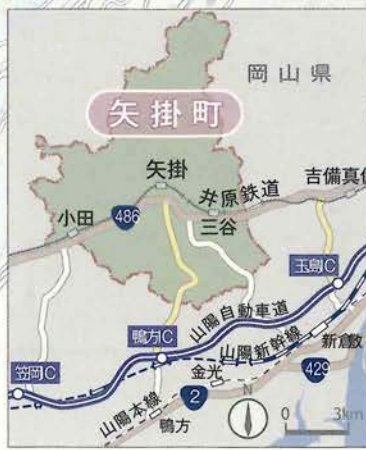 岡山県
矢掛町
矢掛
井原鉄道
吉備真備
小田
486
三谷
玉島IC
山陽自動車道
鴨方IC
山陽新幹線
新倉敷
笠岡IC
金光
429
2
山陽本線
鴨方
N
0 3km